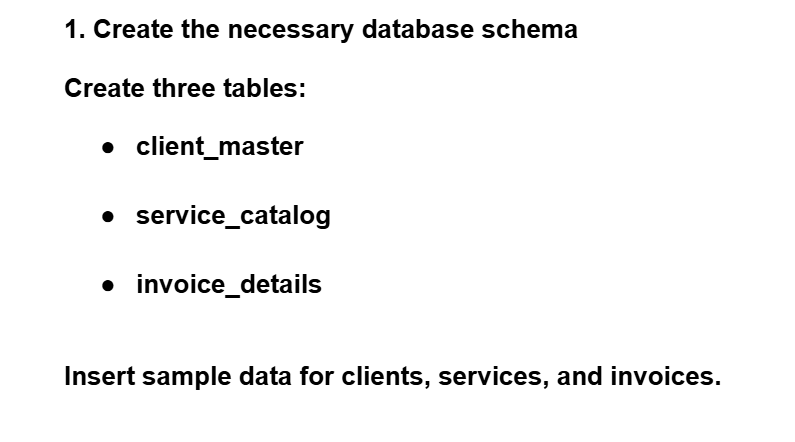 1. Create the necessary database schema
Create three tables:
● client_master
● service_catalog
● invoice_details
Insert sample data for clients, services, and invoices.